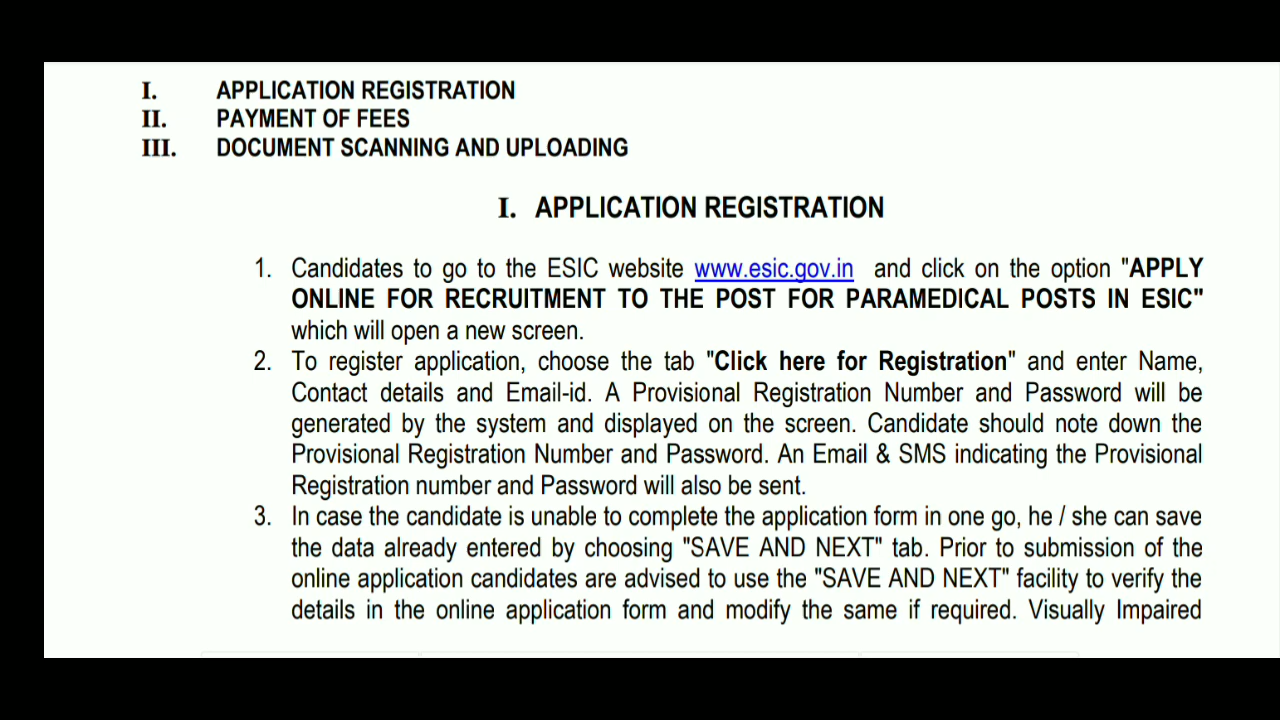 I. APPLICATION REGISTRATION
II. PAYMENT OF FEES
III. DOCUMENT SCANNING AND UPLOADING
I. APPLICATION REGISTRATION
1. Candidates to go to the ESIC website www.esic.gov.in and click on the option "APPLY
ONLINE FOR RECRUITMENT TO THE POST FOR PARAMEDICAL POSTS IN ESIC"
which will open a new screen.
2. To register application, choose the tab "Click here for Registration" and enter Name,
Contact details and Email-id. A Provisional Registration Number and Password will be
generated by the system and displayed on the screen. Candidate should note down the
Provisional Registration Number and Password. An Email & SMS indicating the Provisional
Registration number and Password will also be sent.
3. In case the candidate is unable to complete the application form in one go, he / she can save
the data already entered by choosing "SAVE AND NEXT" tab. Prior to submission of the
online application candidates are advised to use the "SAVE AND NEXT" facility to verify the
details in the online application form and modify the same if required. Visually Impaired